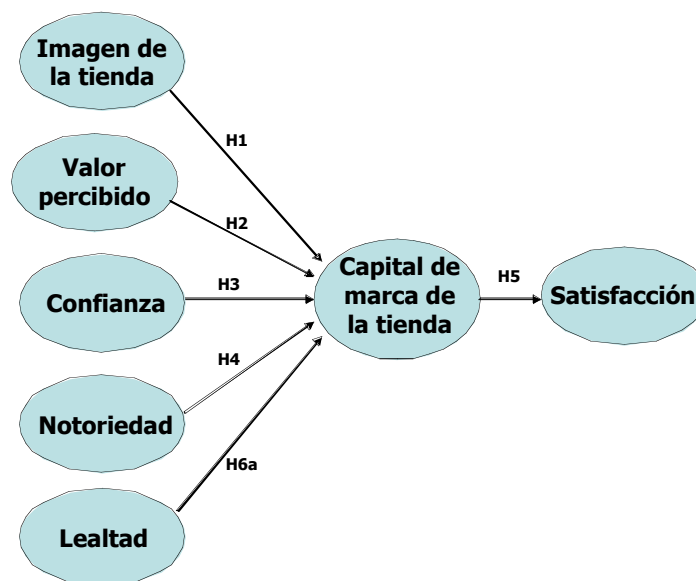 Imagen de
la tienda
H1
Valor
percibido
H2
Capital de
marca de
la tienda
H5
Satisfacción
H3
Confianza
H4
Notoriedad
H6a
Lealtad